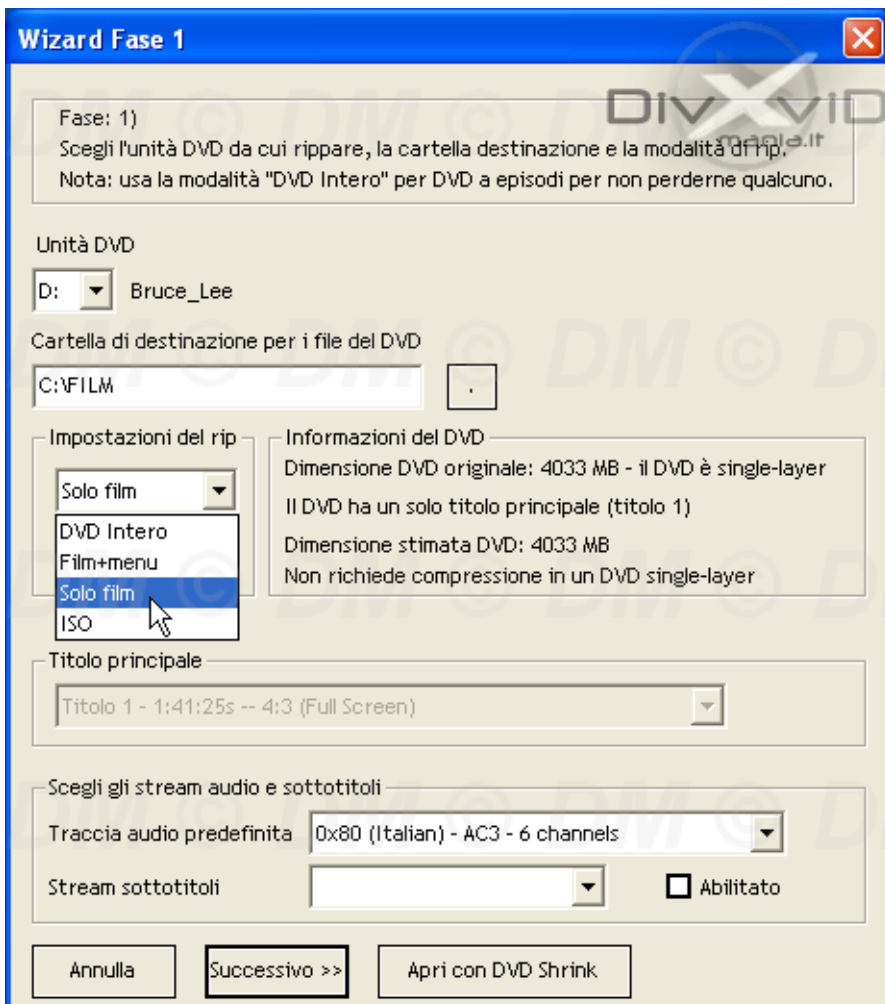 Wizard Fase 1
DivXviD
mania.it
Fase: 1)
Scegli l'unità DVD da cui rippare, la cartella destinazione e la modalità di rip.
Nota: usa la modalità "DVD Intero" per DVD a episodi per non perderne qualcuno.
Unità DVD
D: Bruce_Lee
Cartella di destinazione per i file del DVD
DM © DM © DM © D
C:\FILM .
Impostazioni del rip
Solo film
DVD Intero
Film+menu
Solo film
ISO
Informazioni del DVD
Dimensione DVD originale: 4033 MB - il DVD è single-layer
Il DVD ha un solo titolo principale (titolo 1)
Dimensione stimata DVD: 4033 MB
Non richiede compressione in un DVD single-layer
Titolo principale
Titolo 1 - 1:41:25s -- 4:3 (Full Screen)
Scegli gli stream audio e sottotitoli
Traccia audio predefinita 0x80 (Italian) - AC3 - 6 channels
Stream sottotitoli Abilitato
Annulla Successivo >> Apri con DVD Shrink